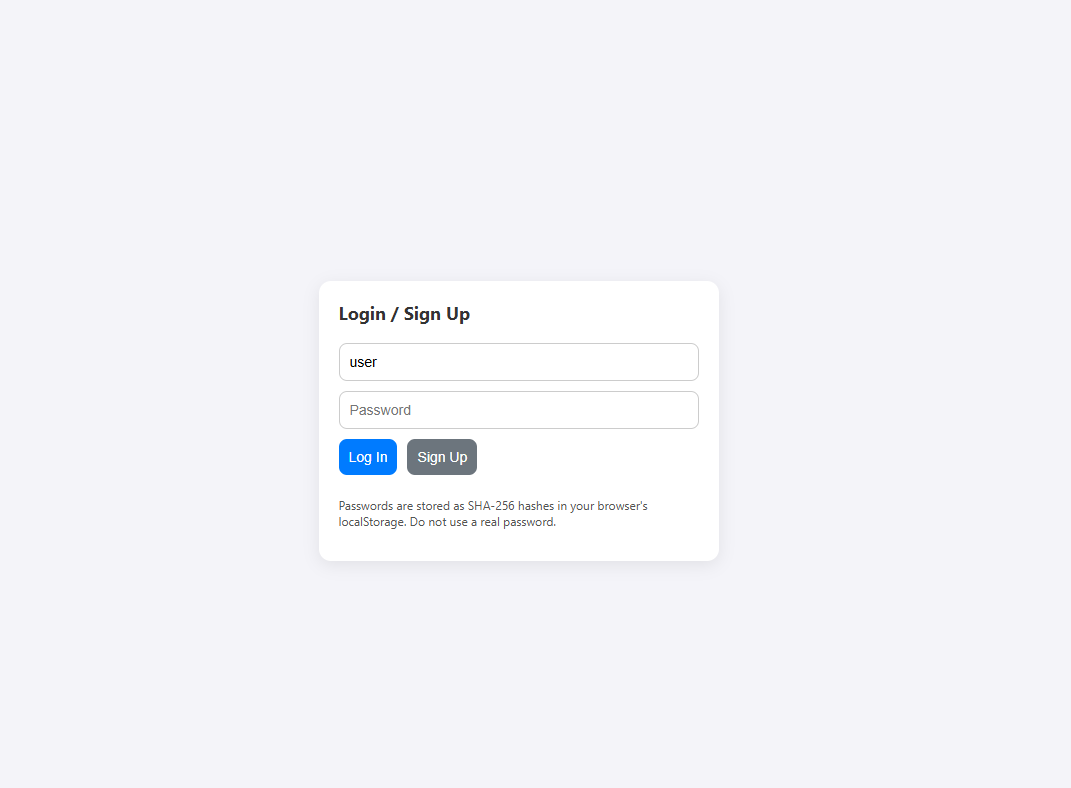 Login / Sign Up
user
Password
Log In Sign Up
Passwords are stored as SHA-256 hashes in your browser's
localStorage. Do not use a real password.